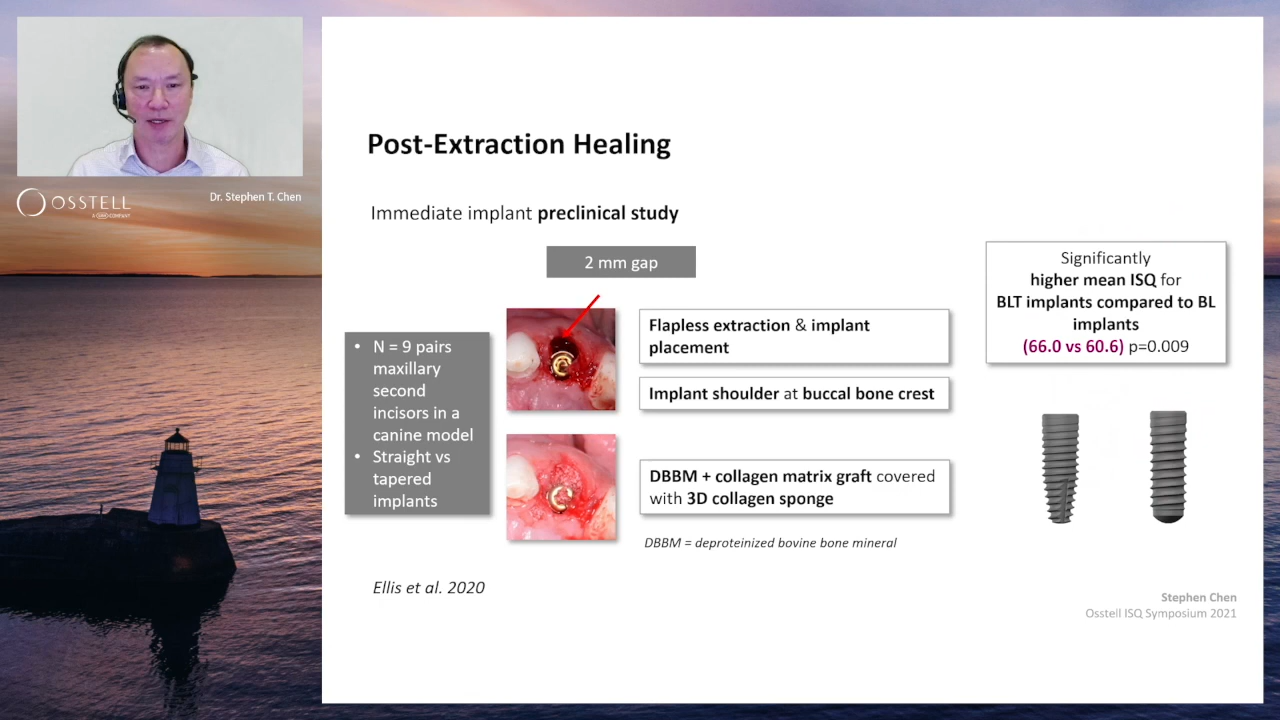 OSSTELL
Dr. Stephen T. Chen
Post-Extraction Healing
Immediate implant preclinical study
2 mm gap
• N = 9 pairs
maxillary
second
incisors in a
canine model
• Straight vs
tapered
implants
Flapless extraction & implant
placement
Implant shoulder at buccal bone crest
DBBM + collagen matrix graft covered
with 3D collagen sponge
DBBM = deproteinized bovine bone mineral
Significantly
higher mean ISQ for
BLT implants compared to BL
implants
(66.0 vs 60.6) p=0.009
Ellis et al. 2020
Stephen Chen
Osstell ISQ Symposium 2021